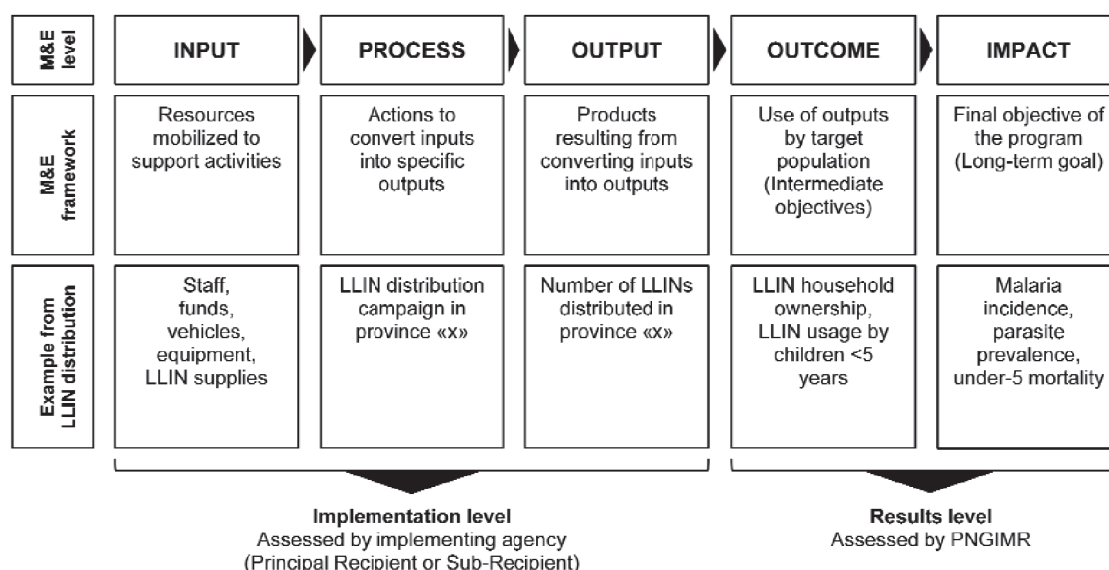 M&E
level
INPUT
PROCESS
OUTPUT
OUTCOME
IMPACT
M&E
framework
Resources
mobilized to
support activities
Actions to
convert inputs
into specific
outputs
Products
resulting from
converting inputs
into outputs
Use of outputs
by target
population
(Intermediate
objectives)
Final objective of
the program
(Long-term goal)
Example from
LLIN distribution
Staff,
funds,
vehicles,
equipment,
LLIN supplies
LLIN distribution
campaign in
province «x»
Number of LLINs
distributed in
province «x»
LLIN household
ownership,
LLIN usage by
children <5
years
Malaria
incidence,
parasite
prevalence,
under-5 mortality
Implementation level
Assessed by implementing agency
(Principal Recipient or Sub-Recipient)
Results level
Assessed by PNGIMR